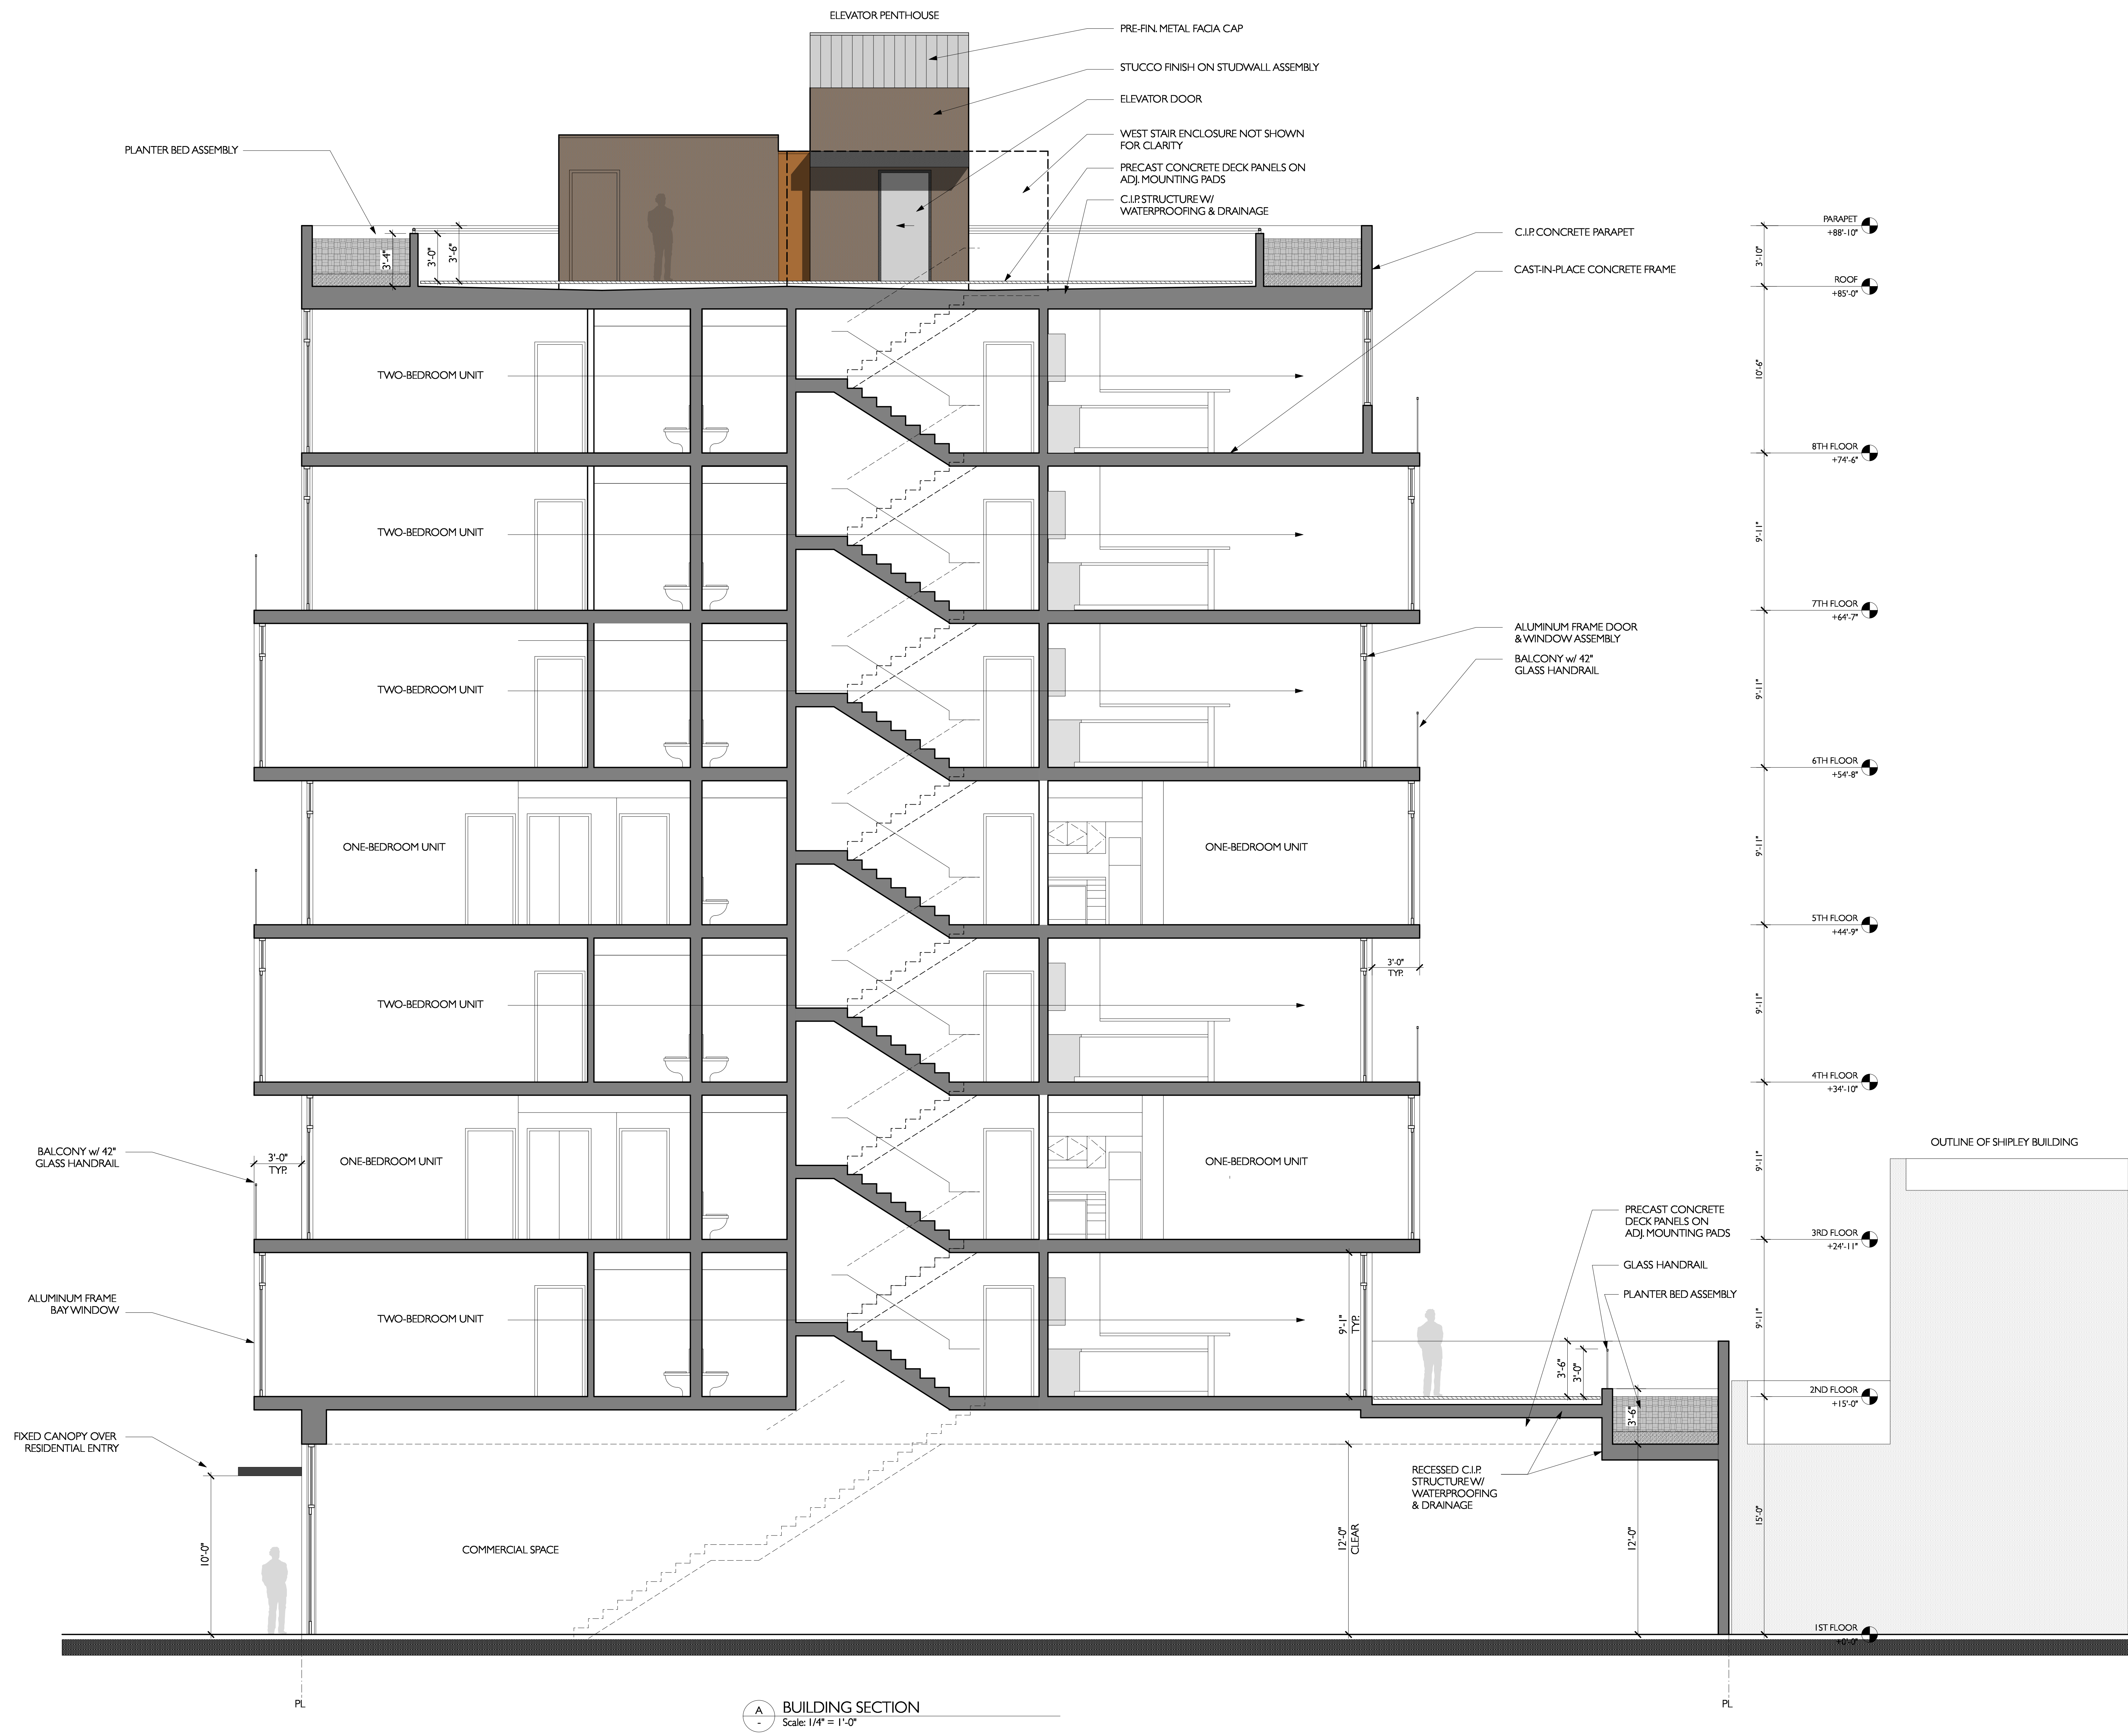 ELEVATOR PENTHOUSE
PRE-FIN. METAL FACIA CAP
STUCCO FINISH ON STUDWALL ASSEMBLY
ELEVATOR DOOR
WEST STAIR ENCLOSURE NOT SHOWN
FOR CLARITY
PRECAST CONCRETE DECK PANELS ON
ADJ. MOUNTING PADS
C.I.P. STRUCTURE W/
WATERPROOFING & DRAINAGE
PLANTER BED ASSEMBLY
3'-4"
3'-0"
3'-6"
C.I.P. CONCRETE PARAPET
CAST-IN-PLACE CONCRETE FRAME
PARAPET
+88'-10"
3'-10"
ROOF
+85'-0"
TWO-BEDROOM UNIT
10'-6"
8TH FLOOR
+74'-6"
TWO-BEDROOM UNIT
9'-11"
7TH FLOOR
+64'-7"
ALUMINUM FRAME DOOR
& WINDOW ASSEMBLY
BALCONY w/ 42"
GLASS HANDRAIL
TWO-BEDROOM UNIT
9'-11"
6TH FLOOR
+54'-8"
ONE-BEDROOM UNIT
ONE-BEDROOM UNIT
9'-11"
5TH FLOOR
+44'-9"
3'-0"
TYP.
TWO-BEDROOM UNIT
9'-11"
4TH FLOOR
+34'-10"
BALCONY w/ 42"
GLASS HANDRAIL
3'-0"
TYP.
ONE-BEDROOM UNIT
ONE-BEDROOM UNIT
9'-11"
OUTLINE OF SHIPLEY BUILDING
3RD FLOOR
+24'-11"
PRECAST CONCRETE
DECK PANELS ON
ADJ. MOUNTING PADS
GLASS HANDRAIL
PLANTER BED ASSEMBLY
ALUMINUM FRAME
BAY WINDOW
TWO-BEDROOM UNIT
9'-1"
TYP.
3'-6"
3'-0"
9'-11"
2ND FLOOR
+15'-0"
3'-6"
FIXED CANOPY OVER
RESIDENTIAL ENTRY
RECESSED C.I.P.
STRUCTURE W/
WATERPROOFING
& DRAINAGE
10'-0"
COMMERCIAL SPACE
12'-0"
CLEAR
12'-0"
15'-0"
1ST FLOOR
+0'-0"
PL
PL
A
-
BUILDING SECTION
Scale: 1/4" = 1'-0"